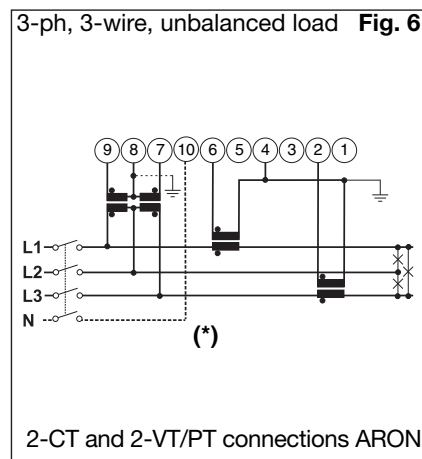 3-ph, 3-wire, unbalanced load Fig. 6
9 8 7 10 6 5 4 3 2 1
L1
L2
L3
N
(*)
2-CT and 2-VT/PT connections ARON